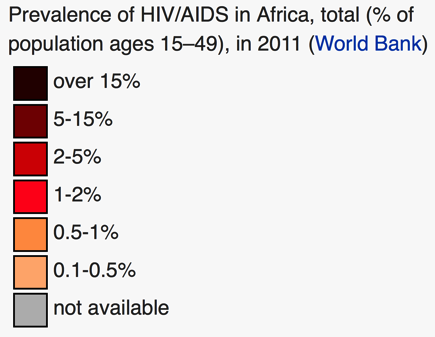 Prevalence of HIV/AIDS in Africa, total (% of
population ages 15–49), in 2011 (World Bank)
over 15%
5-15%
2-5%
1-2%
0.5-1%
0.1-0.5%
not available